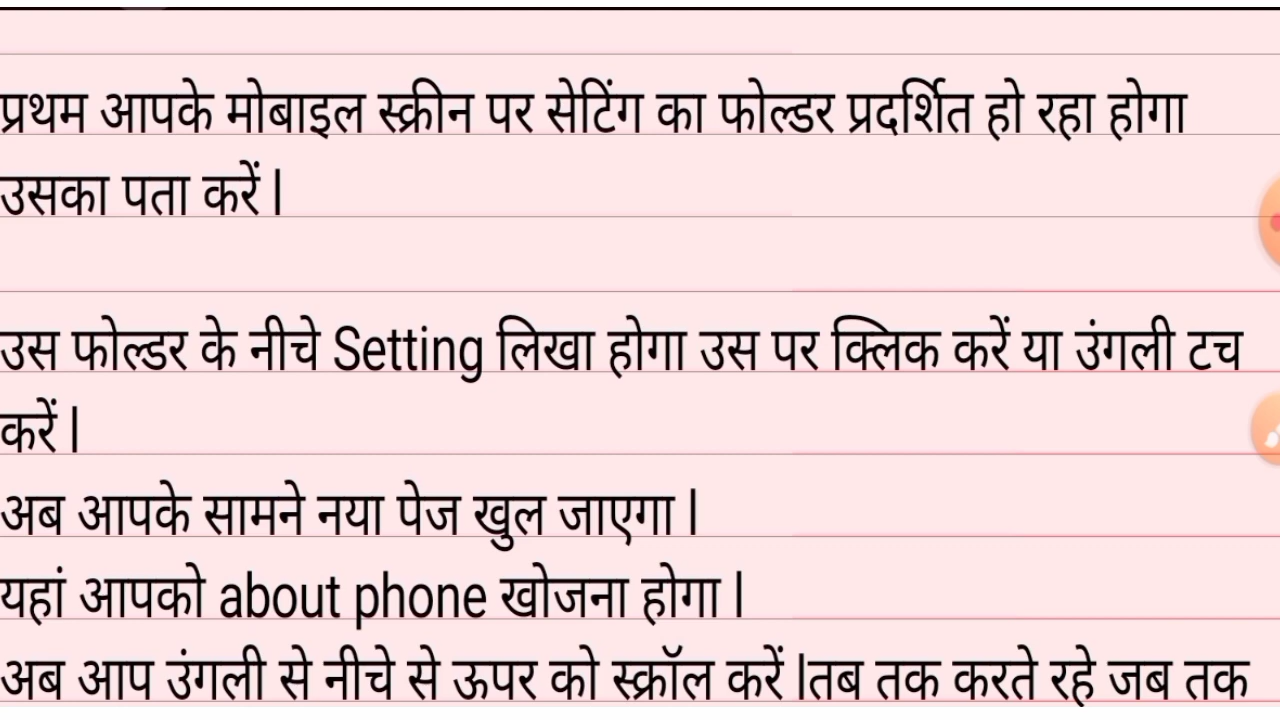 प्रथम आपके मोबाइल स्क्रीन पर सेटिंग का फोल्डर प्रदर्शित हो रहा होगा
उसका पता करें |
उस फोल्डर के नीचे Setting लिखा होगा उस पर क्लिक करें या उंगली टच
करें |
अब आपके सामने नया पेज खुल जाएगा |
यहां आपको about phone खोजना होगा |
अब आप उंगली से नीचे से ऊपर को स्क्रॉल करें |तब तक करते रहे जब तक